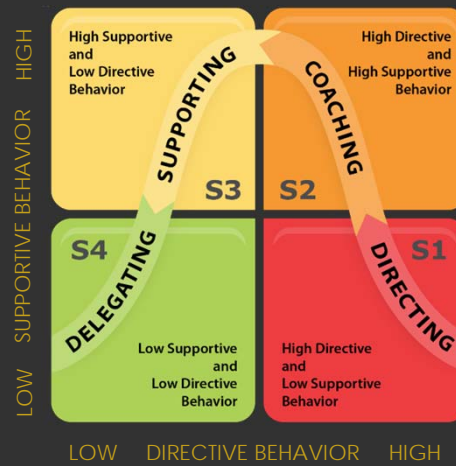 HIGH
SUPPORTIVE BEHAVIOR
LOW
High Supportive
and
Low Directive
Behavior
SUPPORTING
S3
High Directive
and
High Supportive
Behavior
COACHING
S2
S4
DELEGATING
Low Supportive
and
Low Directive
Behavior
S1
DIRECTING
High Directive
and
Low Supportive
Behavior
LOW DIRECTIVE BEHAVIOR HIGH